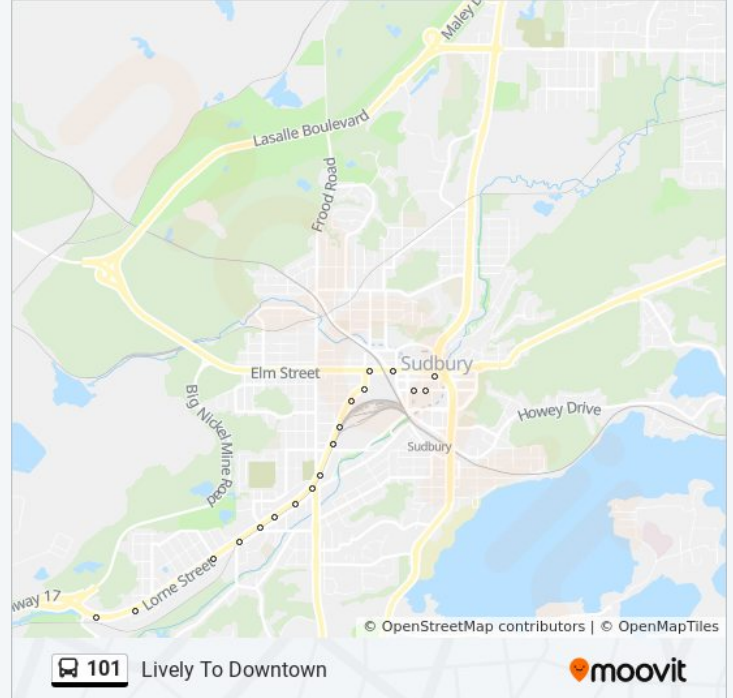 Maley D
Lasalle Boulevard
Frood Road
Sudbury
Elm Street
Big Nickel Mine Road
Howey Drive
Sudbury
Lorne Street
way 17
© OpenStreetMap contributors | © OpenMapTiles
101 Lively To Downtown
moovit